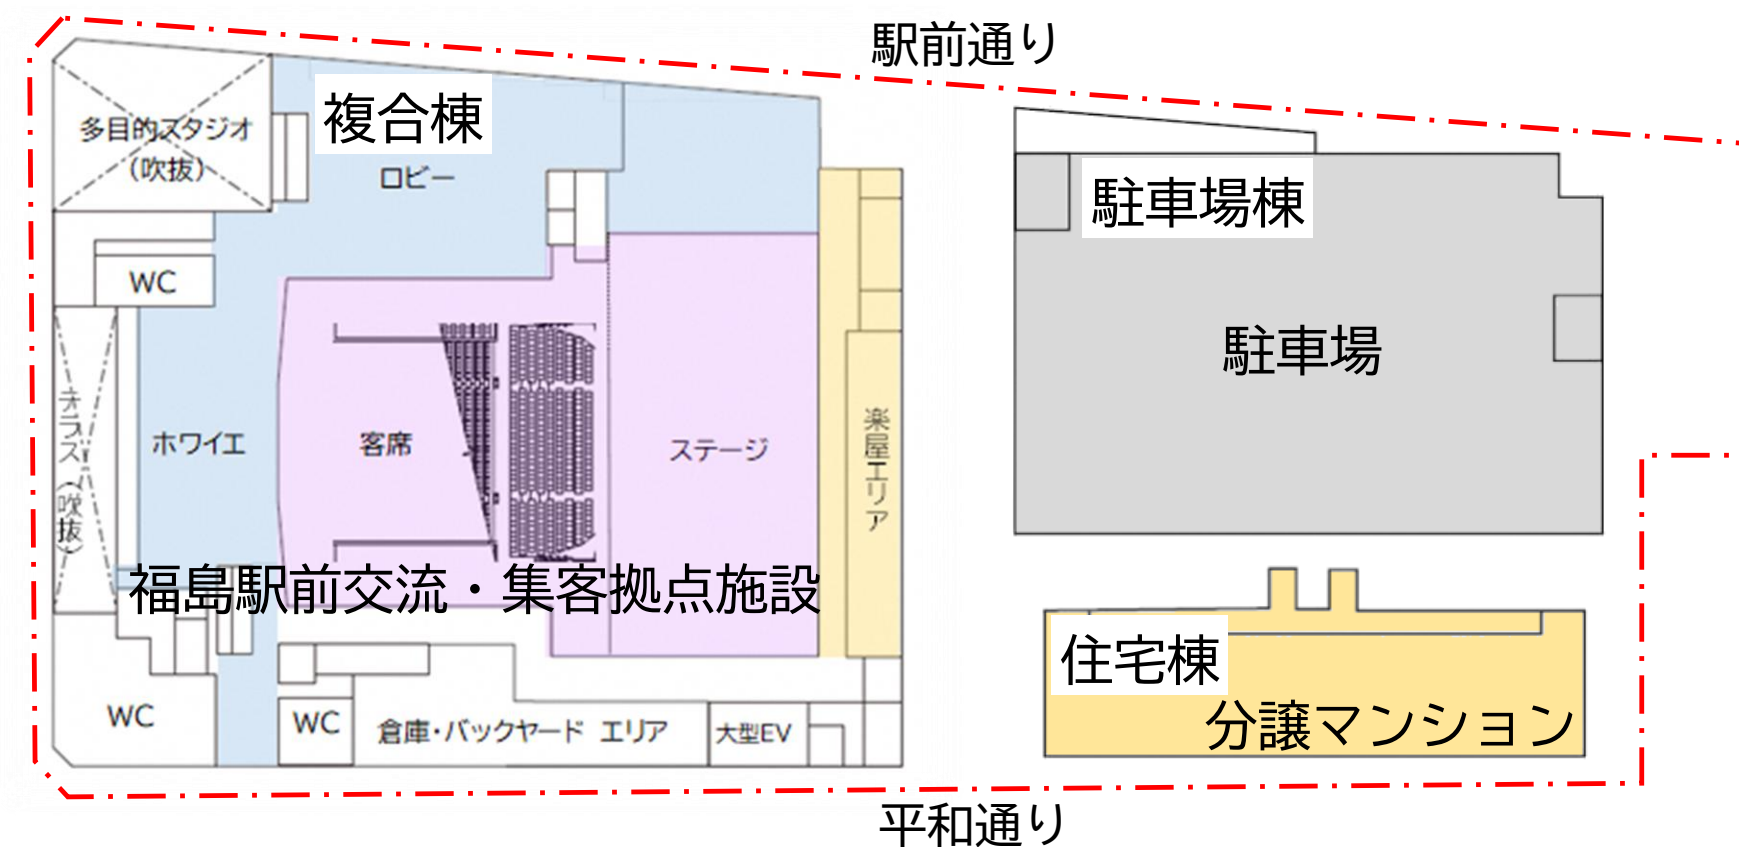 駅前通り
複合棟
多目的スタジオ
(吹抜)
ロビー
駐車場棟
WC
駐車場
テラス(吹抜)
ホワイエ
客席
ステージ
楽屋エリア
福島駅前交流・集客拠点施設
住宅棟
分譲マンション
WC
WC
倉庫・バックヤード エリア
大型EV
平和通り